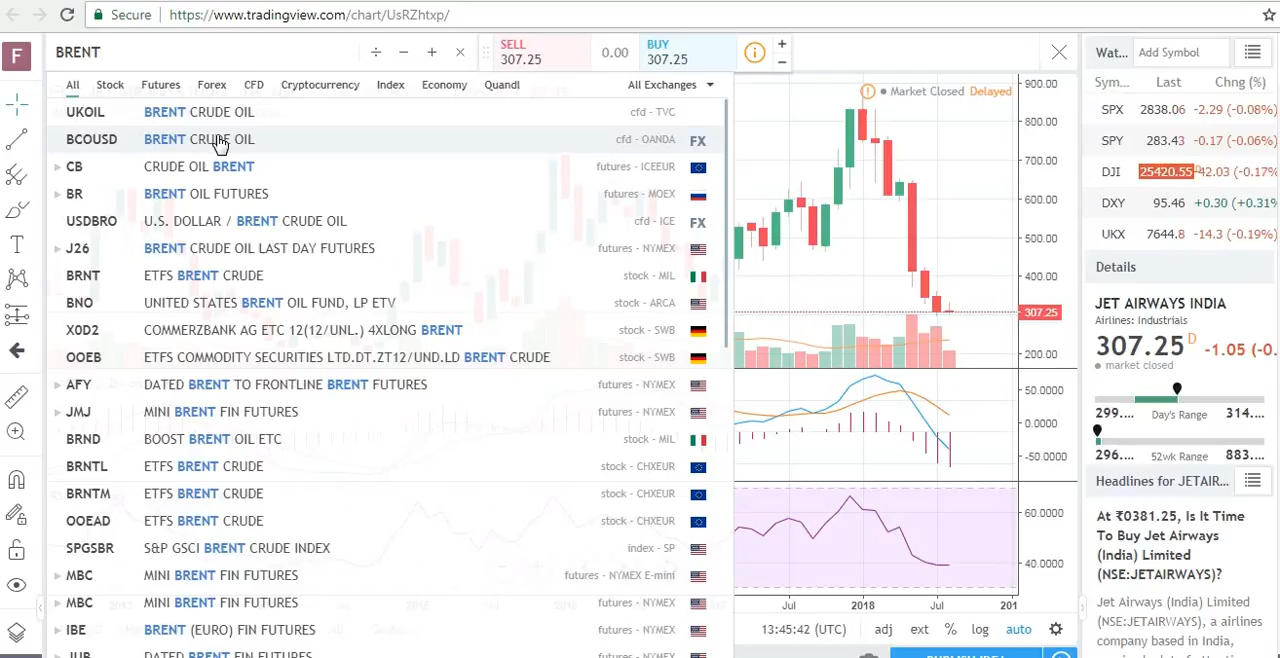 Secure https://www.tradingview.com/chart/UsRZhtxp/
F BRENT SELL 307.25 0.00 BUY 307.25
Wat... Add Symbol
All Stock Futures Forex CFD Cryptocurrency Index Economy Quandl All Exchanges
UKOIL BRENT CRUDE OIL cfd - TVC
BCOUSD BRENT CRUDE OIL cfd - OANDA FX
CB CRUDE OIL BRENT futures - ICEEUR
BR BRENT OIL FUTURES futures - MOEX
USDBRO U.S. DOLLAR / BRENT CRUDE OIL cfd - ICE FX
J26 BRENT CRUDE OIL LAST DAY FUTURES futures - NYMEX
BRNT ETFS BRENT CRUDE stock - MIL
BNO UNITED STATES BRENT OIL FUND, LP ETV stock - ARCA
X0D2 COMMERZBANK AG ETC 12(12/UNL.) 4XLONG BRENT stock - SWB
OOEB ETFS COMMODITY SECURITIES LTD.DT.ZT12/UND.LD BRENT CRUDE stock - SWB
AFY DATED BRENT TO FRONTLINE BRENT FUTURES futures - NYMEX
JMJ MINI BRENT FIN FUTURES futures - NYMEX
BRND BOOST BRENT OIL ETC stock - MIL
BRNTL ETFS BRENT CRUDE stock - CHXEUR
BRNTM ETFS BRENT CRUDE stock - CHXEUR
OOEAD ETFS BRENT CRUDE stock - CHXEUR
SPGSBR S&P GSCI BRENT CRUDE INDEX index - SP
MBC MINI BRENT FIN FUTURES futures - NYMEX E-mini
MBC MINI BRENT FIN FUTURES futures - NYMEX
IBE BRENT (EURO) FIN FUTURES futures - NYMEX
DATED BRENT FIN FUTURES futures - NYMEX
Market Closed Delayed
900.00
700.00
600.00
500.00
400.00
307.25
200.00
50.0000
0.0000
-50.0000
60.0000
40.0000
Jul 2018 Jul 201
13:45:42 (UTC) adj ext % log auto
PUBLISH IDEA
Sym... Last Chng (%)
SPX 2838.06 -2.29 (-0.08%)
SPY 283.43 -0.17 (-0.06%)
DJI 25420.55 -42.03 (-0.17%
DXY 95.46 +0.30 (+0.31%
UKX 7644.8 -14.3 (-0.19%)
Details
JET AIRWAYS INDIA
Airlines: Industrials
307.25 D -1.05 (-0.
market closed
299.... Day's Range 314....
296.... 52wk Range 883....
Headlines for JETAIR...
At ₹0381.25, Is It Time
To Buy Jet Airways
(India) Limited
(NSE:JETAIRWAYS)?
Jet Airways (India) Limited
(NSE:JETAIRWAYS), a airlines
company based in India,